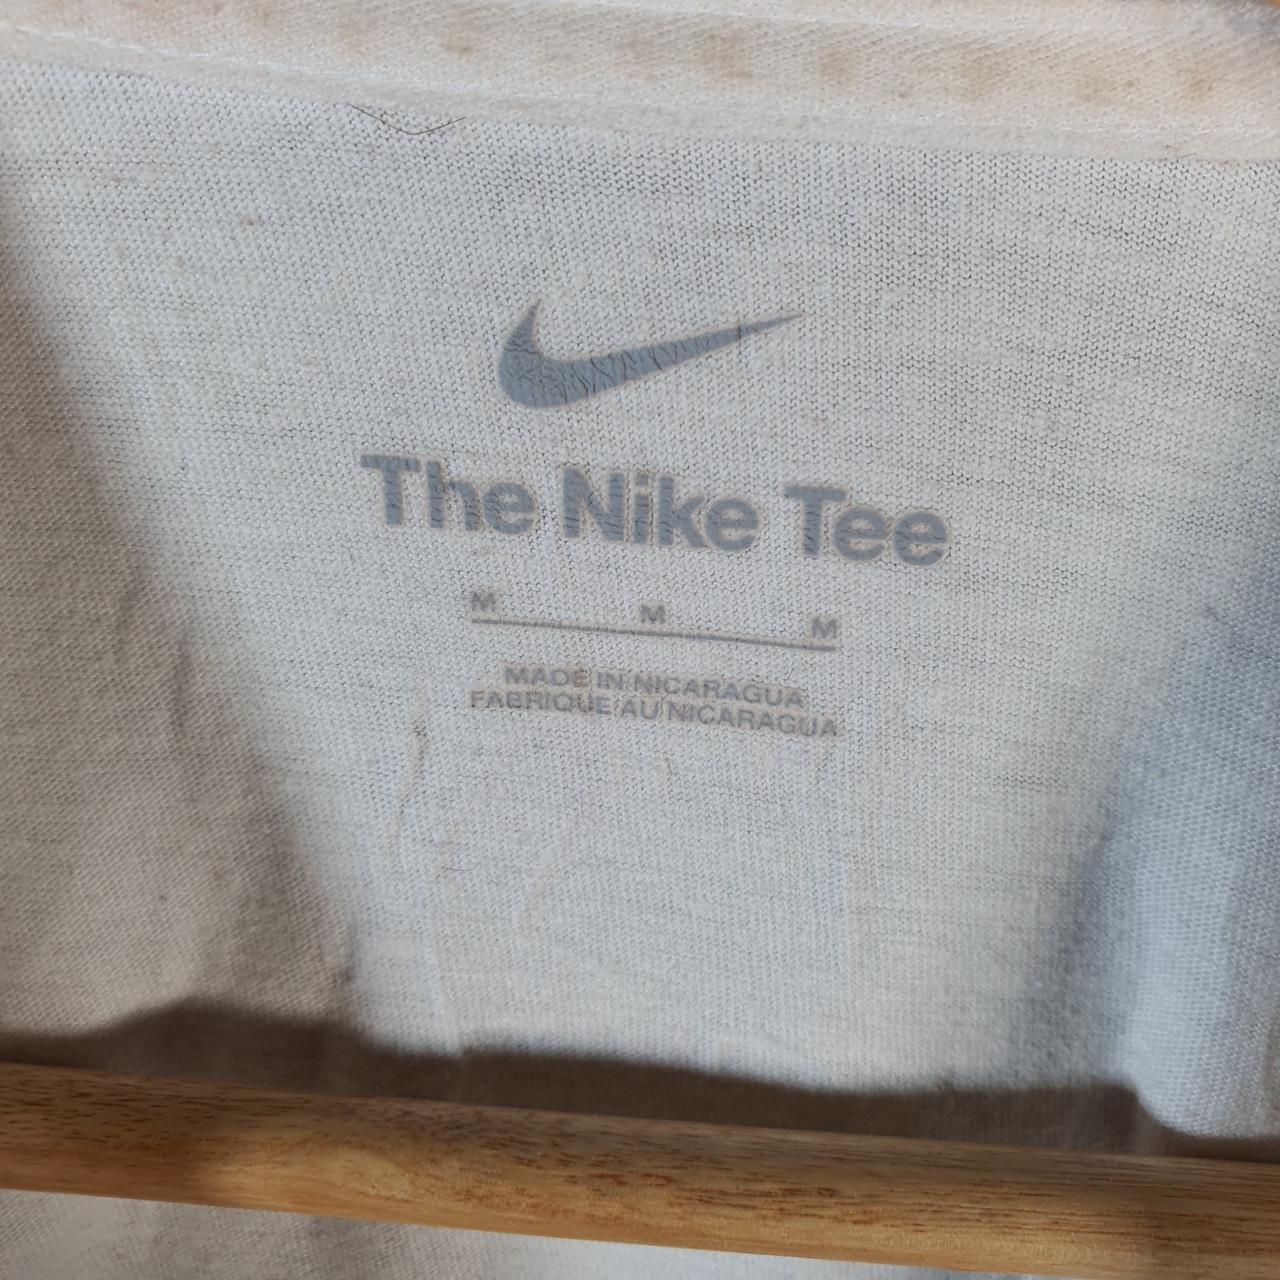 The Nike Tee
M M M
MADE IN NICARAGUA
FABRIQUE AU NICARAGUA